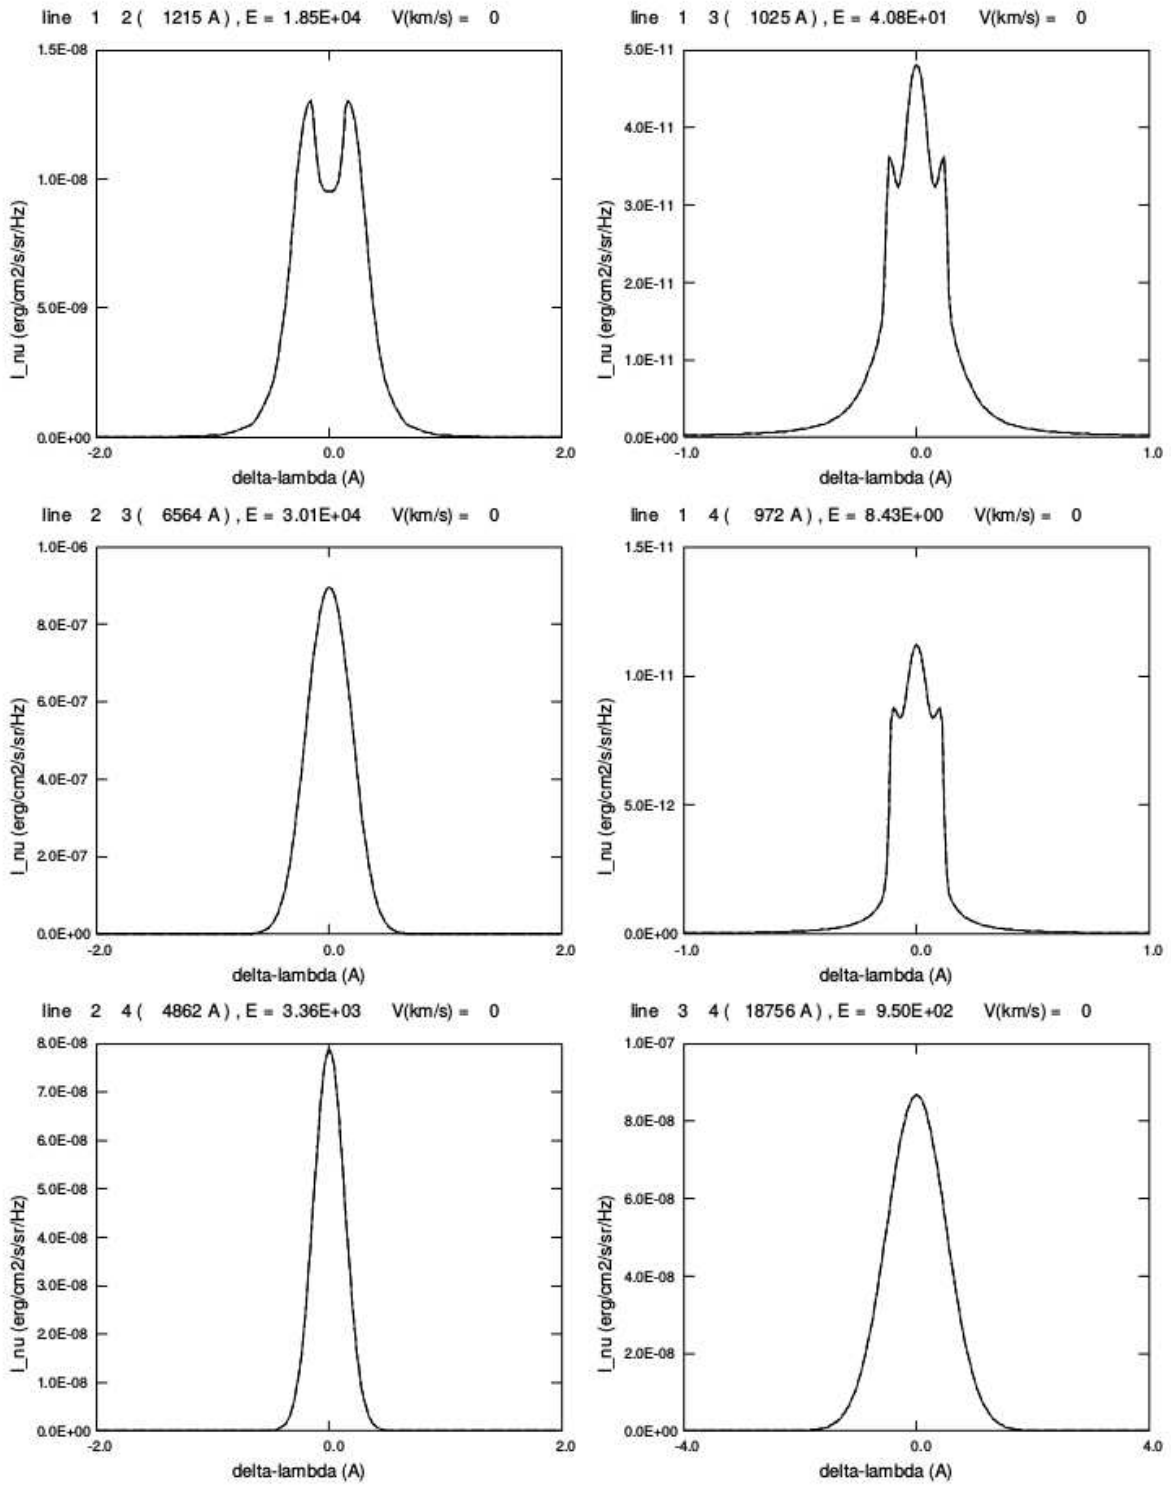 line 1 2 ( 1215 A ) , E = 1.85E+04 V(km/s) = 0
1.5E-08
1.0E-08
5.0E-09
0.0E+00
I_nu (erg/cm2/s/sr/Hz)
-2.0 0.0 2.0
delta-lambda (A)
line 1 3 ( 1025 A ) , E = 4.08E+01 V(km/s) = 0
5.0E-11
4.0E-11
3.0E-11
2.0E-11
1.0E-11
0.0E+00
I_nu (erg/cm2/s/sr/Hz)
-1.0 0.0 1.0
delta-lambda (A)
line 2 3 ( 6564 A ) , E = 3.01E+04 V(km/s) = 0
1.0E-06
8.0E-07
6.0E-07
4.0E-07
2.0E-07
0.0E+00
I_nu (erg/cm2/s/sr/Hz)
-2.0 0.0 2.0
delta-lambda (A)
line 1 4 ( 972 A ) , E = 8.43E+00 V(km/s) = 0
1.5E-11
1.0E-11
5.0E-12
0.0E+00
I_nu (erg/cm2/s/sr/Hz)
-1.0 0.0 1.0
delta-lambda (A)
line 2 4 ( 4862 A ) , E = 3.36E+03 V(km/s) = 0
8.0E-08
7.0E-08
6.0E-08
5.0E-08
4.0E-08
3.0E-08
2.0E-08
1.0E-08
0.0E+00
I_nu (erg/cm2/s/sr/Hz)
-2.0 0.0 2.0
delta-lambda (A)
line 3 4 ( 18756 A ) , E = 9.50E+02 V(km/s) = 0
1.0E-07
8.0E-08
6.0E-08
4.0E-08
2.0E-08
0.0E+00
I_nu (erg/cm2/s/sr/Hz)
-4.0 0.0 4.0
delta-lambda (A)